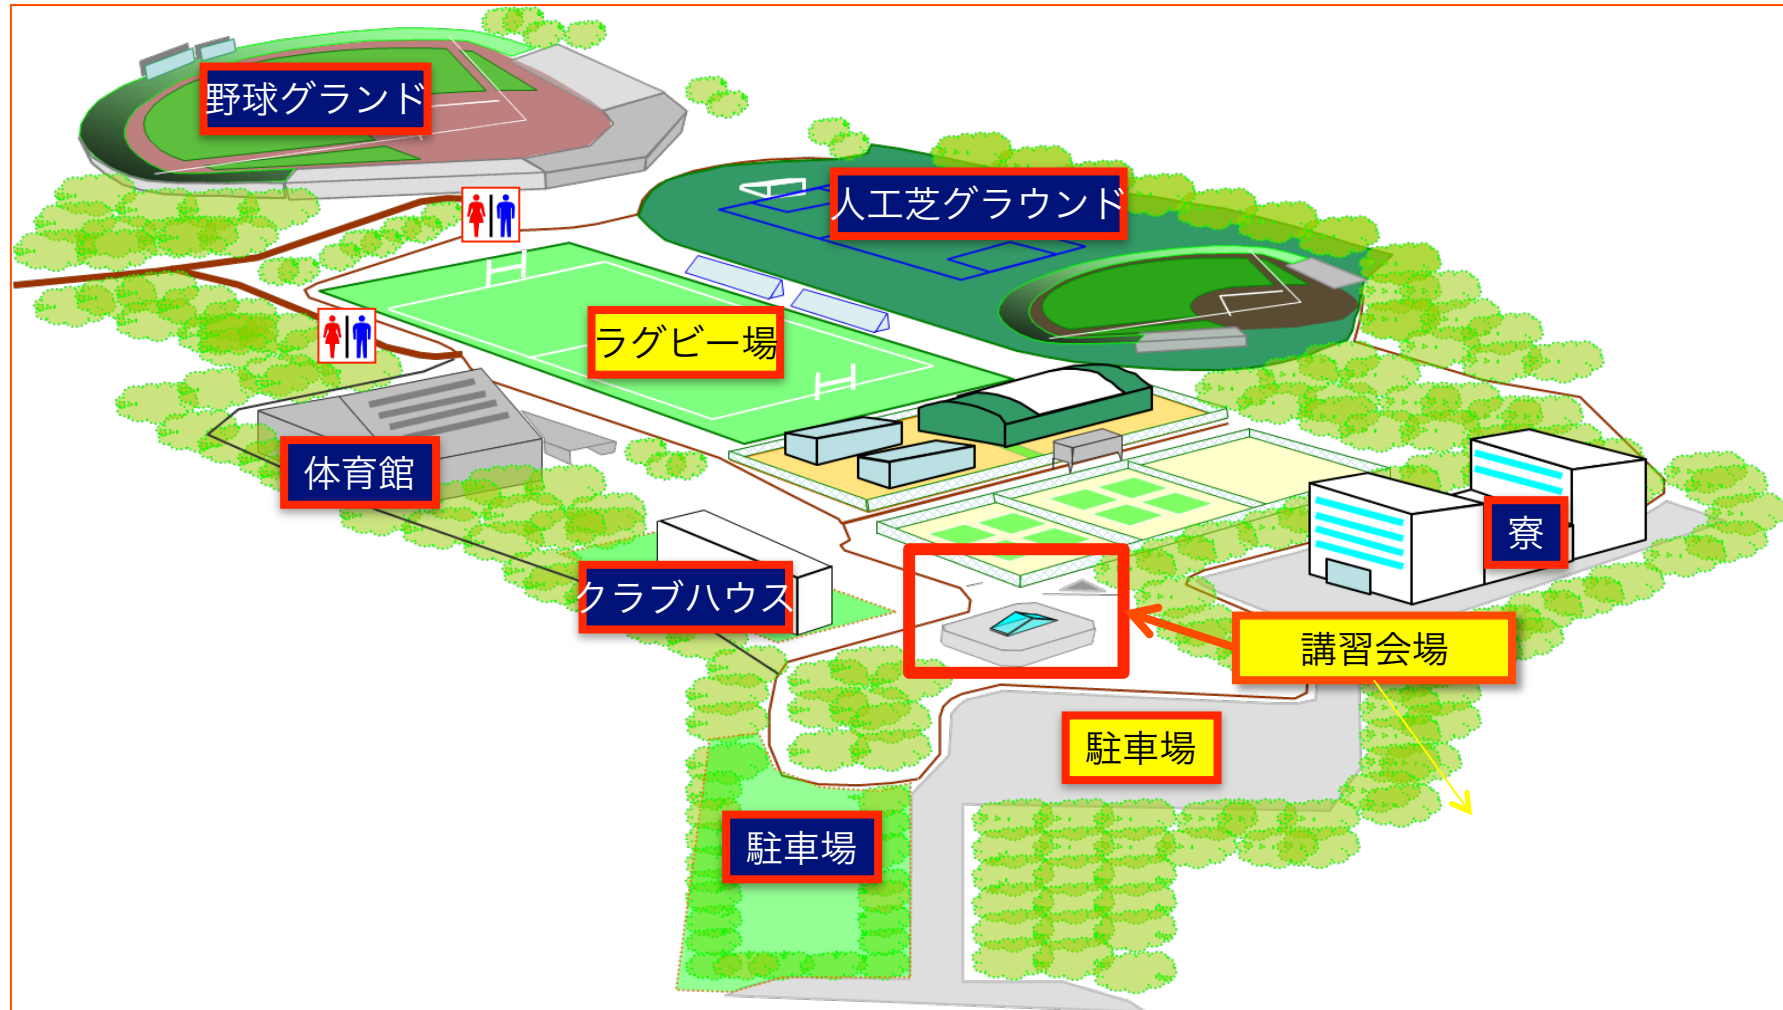 野球グランド
人工芝グラウンド
ラグビー場
体育館
寮
クラブハウス
講習会場
駐車場
駐車場